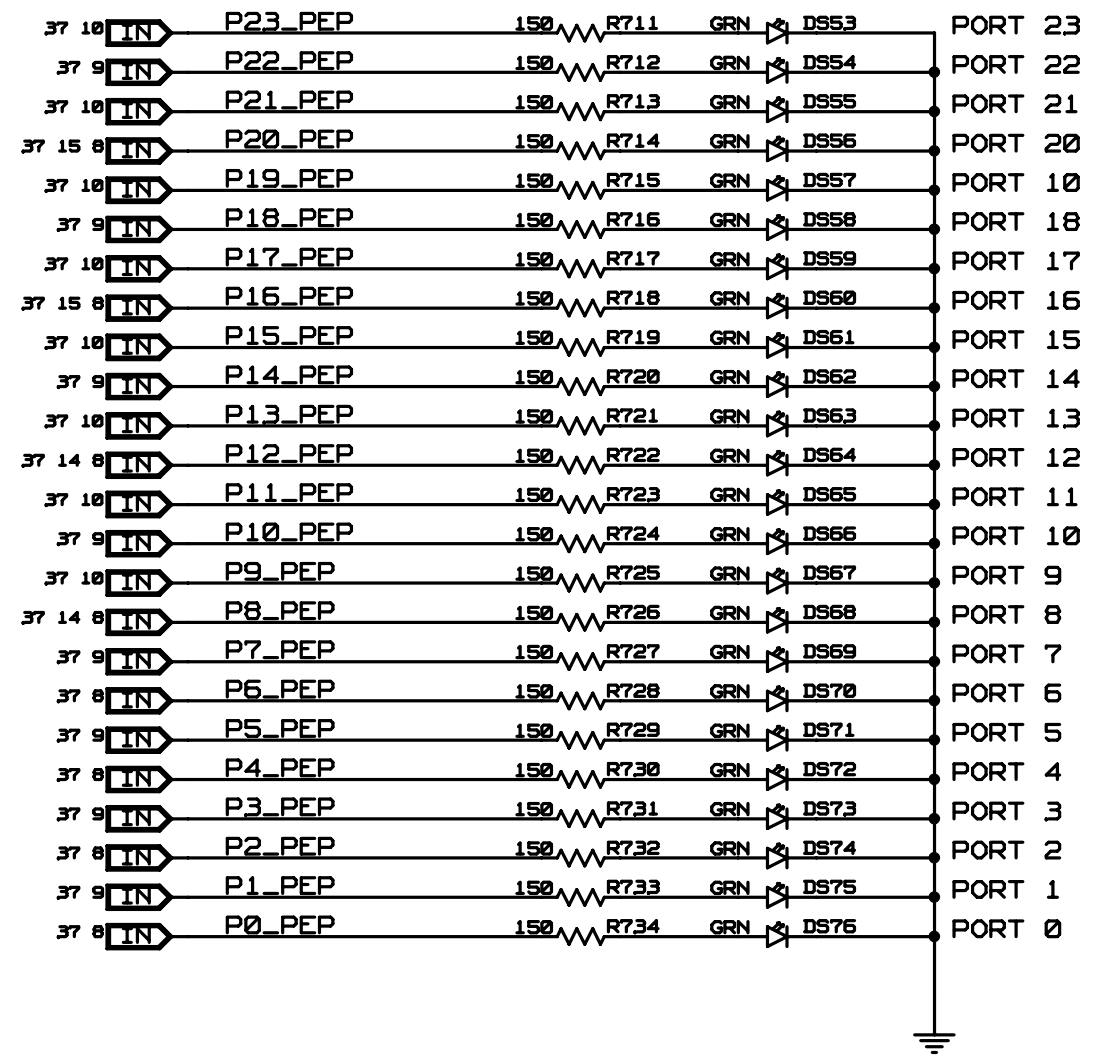 37 10 IN P23_PEP 150 R711 GRN DS53 PORT 23
37 9 IN P22_PEP 150 R712 GRN DS54 PORT 22
37 10 IN P21_PEP 150 R713 GRN DS55 PORT 21
37 15 8 IN P20_PEP 150 R714 GRN DS56 PORT 20
37 10 IN P19_PEP 150 R715 GRN DS57 PORT 10
37 9 IN P18_PEP 150 R716 GRN DS58 PORT 18
37 10 IN P17_PEP 150 R717 GRN DS59 PORT 17
37 15 8 IN P16_PEP 150 R718 GRN DS60 PORT 16
37 10 IN P15_PEP 150 R719 GRN DS61 PORT 15
37 9 IN P14_PEP 150 R720 GRN DS62 PORT 14
37 10 IN P13_PEP 150 R721 GRN DS63 PORT 13
37 14 8 IN P12_PEP 150 R722 GRN DS64 PORT 12
37 10 IN P11_PEP 150 R723 GRN DS65 PORT 11
37 9 IN P10_PEP 150 R724 GRN DS66 PORT 10
37 10 IN P9_PEP 150 R725 GRN DS67 PORT 9
37 14 8 IN P8_PEP 150 R726 GRN DS68 PORT 8
37 9 IN P7_PEP 150 R727 GRN DS69 PORT 7
37 8 IN P6_PEP 150 R728 GRN DS70 PORT 6
37 9 IN P5_PEP 150 R729 GRN DS71 PORT 5
37 8 IN P4_PEP 150 R730 GRN DS72 PORT 4
37 9 IN P3_PEP 150 R731 GRN DS73 PORT 3
37 8 IN P2_PEP 150 R732 GRN DS74 PORT 2
37 9 IN P1_PEP 150 R733 GRN DS75 PORT 1
37 8 IN P0_PEP 150 R734 GRN DS76 PORT 0